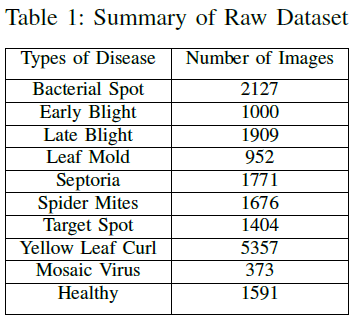 Table 1: Summary of Raw Dataset
Types of Disease Number of Images
Bacterial Spot 2127
Early Blight 1000
Late Blight 1909
Leaf Mold 952
Septoria 1771
Spider Mites 1676
Target Spot 1404
Yellow Leaf Curl 5357
Mosaic Virus 373
Healthy 1591